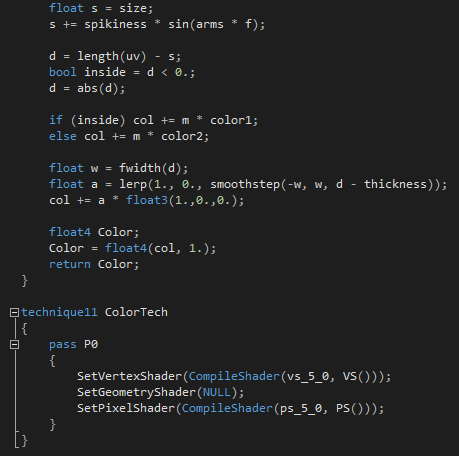 float s = size;
s += spikiness * sin(arms * f);
d = length(uv) - s;
bool inside = d < 0.;
d = abs(d);
if (inside) col += m * color1;
else col += m * color2;
float w = fwidth(d);
float a = lerp(1., 0., smoothstep(-w, w, d - thickness));
col += a * float3(1.,0.,0.);
float4 Color;
Color = float4(col, 1.);
return Color;
}
technique11 ColorTech
{
pass P0
{
SetVertexShader(CompileShader(vs_5_0, VS()));
SetGeometryShader(NULL);
SetPixelShader(CompileShader(ps_5_0, PS()));
}
}